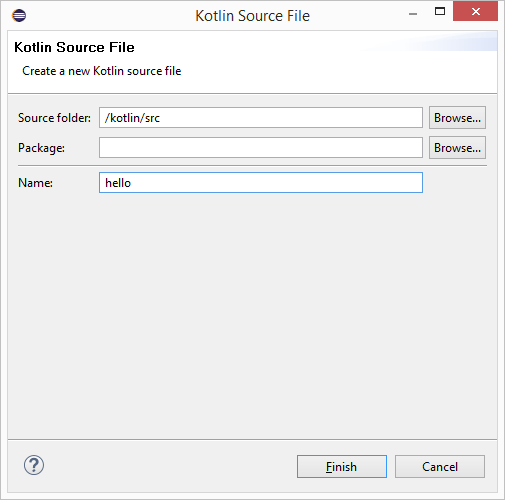 Kotlin Source File
Kotlin Source File
Create a new Kotlin source file
Source folder: /kotlin/src Browse...
Package: Browse...
Name: hello
? Finish Cancel